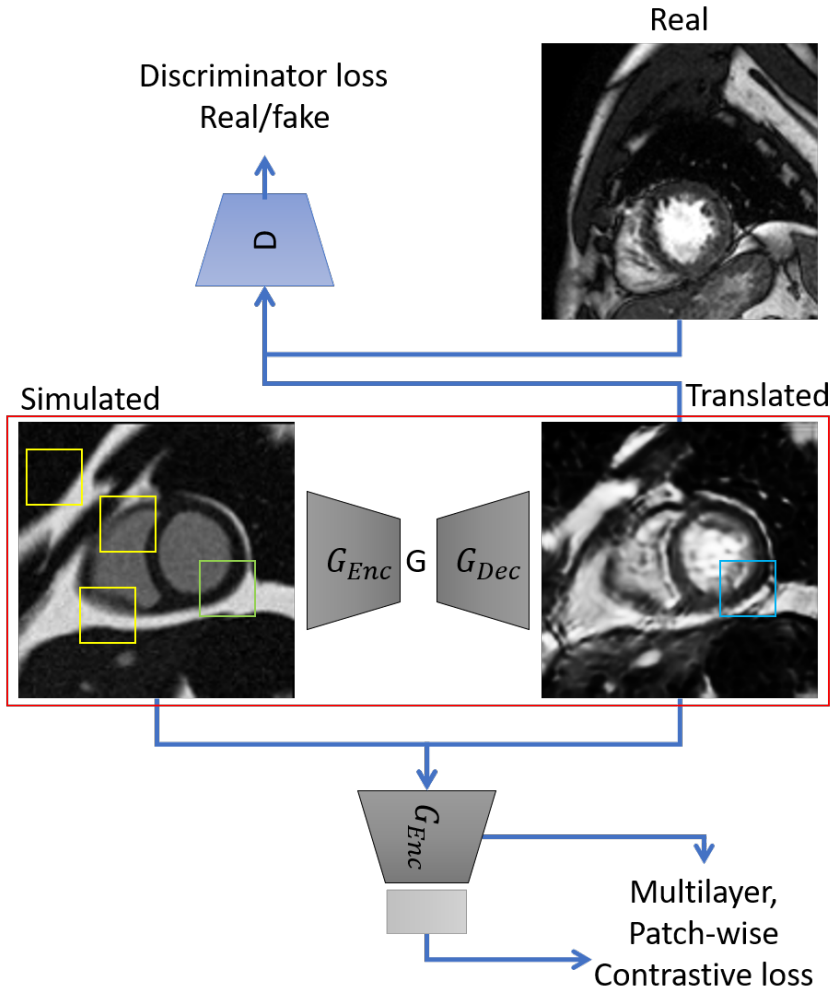 Real
Discriminator loss
Real/fake
D
Simulated
Translated
G_Enc
G
G_Dec
G_Enc
Multilayer,
Patch-wise
Contrastive loss